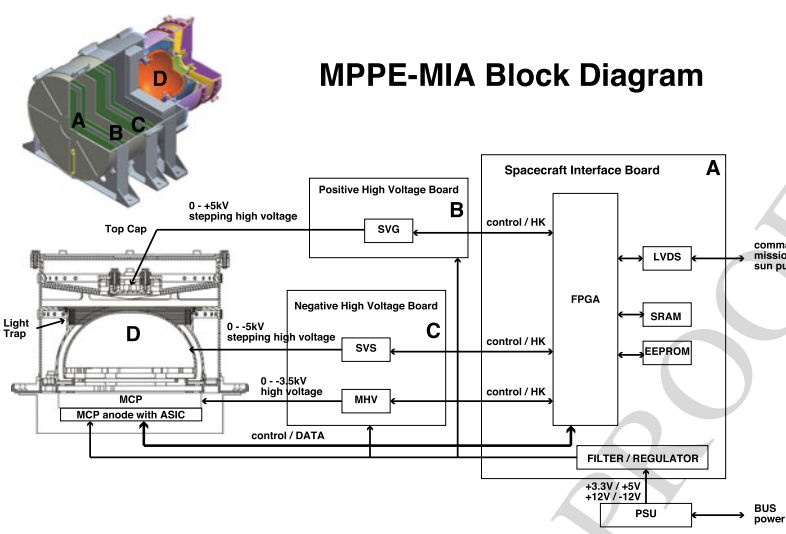 MPPE-MIA Block Diagram
D
A
B
C
Spacecraft Interface Board
A
Positive High Voltage Board
B
0 - +5kV
stepping high voltage
Top Cap
SVG
control / HK
LVDS
FPGA
Negative High Voltage Board
C
Light
Trap
D
0 - -5kV
stepping high voltage
SVS
control / HK
SRAM
EEPROM
0 - -3.5kV
high voltage
MHV
control / HK
MCP
MCP anode with ASIC
control / DATA
FILTER / REGULATOR
+3.3V / +5V
+12V / -12V
PSU
BUS
power
PROC